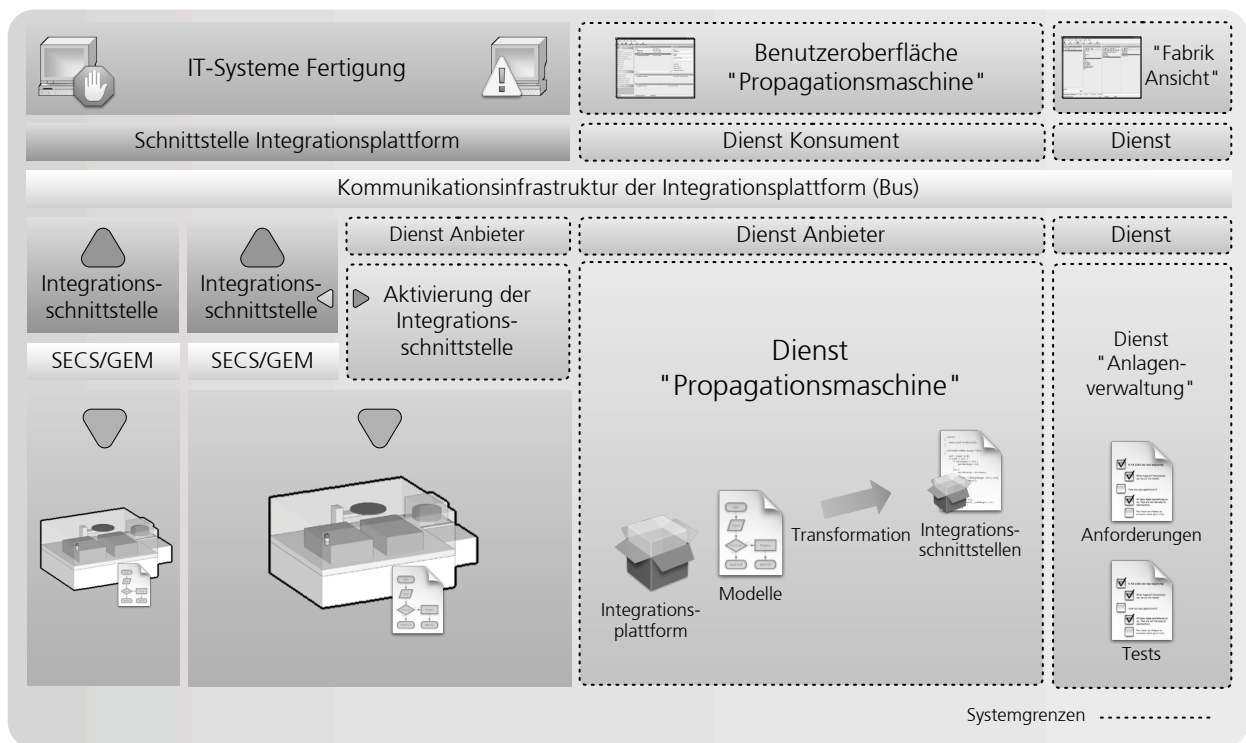 IT-Systeme Fertigung
Benutzeroberfläche
"Propagationsmaschine"
"Fabrik
Ansicht"
Schnittstelle Integrationsplattform
Dienst Konsument
Dienst
Kommunikationsinfrastruktur der Integrationsplattform (Bus)
Integrations-
schnittstelle
SECS/GEM
Integrations-
schnittstelle
SECS/GEM
Dienst Anbieter
Aktivierung der
Integrations-
schnittstelle
Dienst Anbieter
Dienst
"Propagationsmaschine"
Integrations-
plattform
Modelle
Transformation
Integrations-
schnittstellen
Dienst
Dienst
"Anlagen-
verwaltung"
Anforderungen
Tests
Systemgrenzen